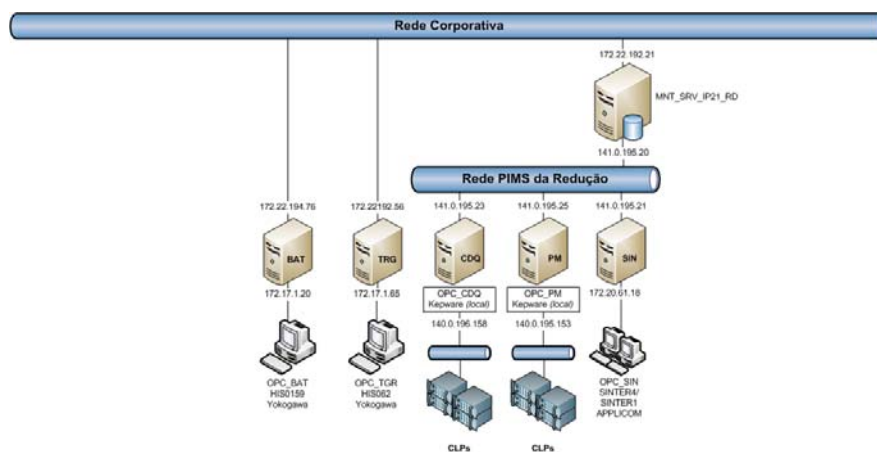 Rede Corporativa
172.22.192.21
MNT_SRV_IP21_RD
141.0.195.20
Rede PIMS da Redução
172.22.194.76
172.22192.56
141.0.195.23
141.0.195.25
141.0.195.21
BAT
TRG
CDQ
PM
SIN
172.17.1.20
172.17.1.65
OPC_CDQ
Kepware (local)
OPC_PM
Kepware (local)
172.20.61.18
140.0.196.158
140.0.195.153
OPC_BAT
HIS0159
Yokogawa
OPC_TGR
HIS062
Yokogawa
OPC_SIN
SINTER4/
SINTER1
APPLICOM
CLPs
CLPs